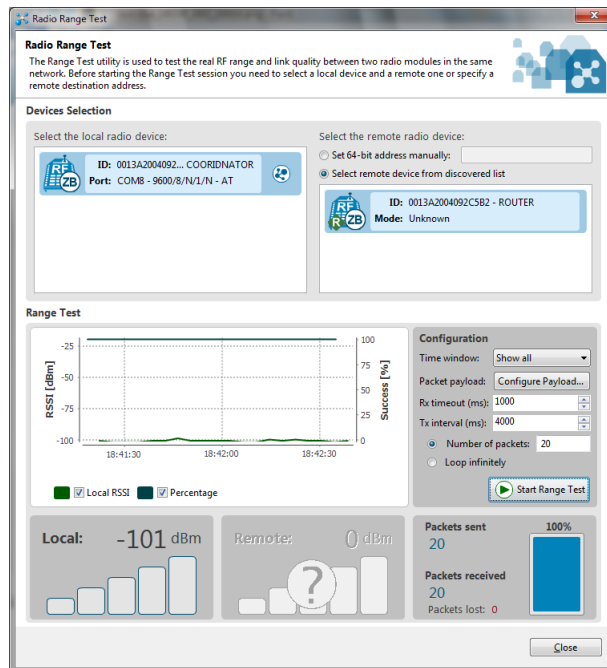 Radio Range Test
Radio Range Test
The Range Test utility is used to test the real RF range and link quality between two radio modules in the same
network. Before starting the Range Test session you need to select a local device and a remote one or specify a
remote destination address.
Devices Selection
Select the local radio device:
RF
ZB
ID: 0013A2004092... COORIDNATOR
Port: COM8 - 9600/8/N/1/N - AT
Select the remote radio device:
Set 64-bit address manually:
Select remote device from discovered list
RF
R ZB
ID: 0013A2004092C5B2 - ROUTER
Mode: Unknown
Range Test
RSSI [dBm]
-25
-50
-75
-100
18:41:30
18:42:00
18:42:30
100
75
50
25
0
Success [%]
Local RSSI
Percentage
Configuration
Time window: Show all
Packet payload: Configure Payload...
Rx timeout (ms): 1000
Tx interval (ms): 4000
Number of packets: 20
Loop infinitely
Start Range Test
Local: -101 dBm
Remote: 0 dBm
?
Packets sent
20
Packets received
20
Packets lost: 0
100%
Close